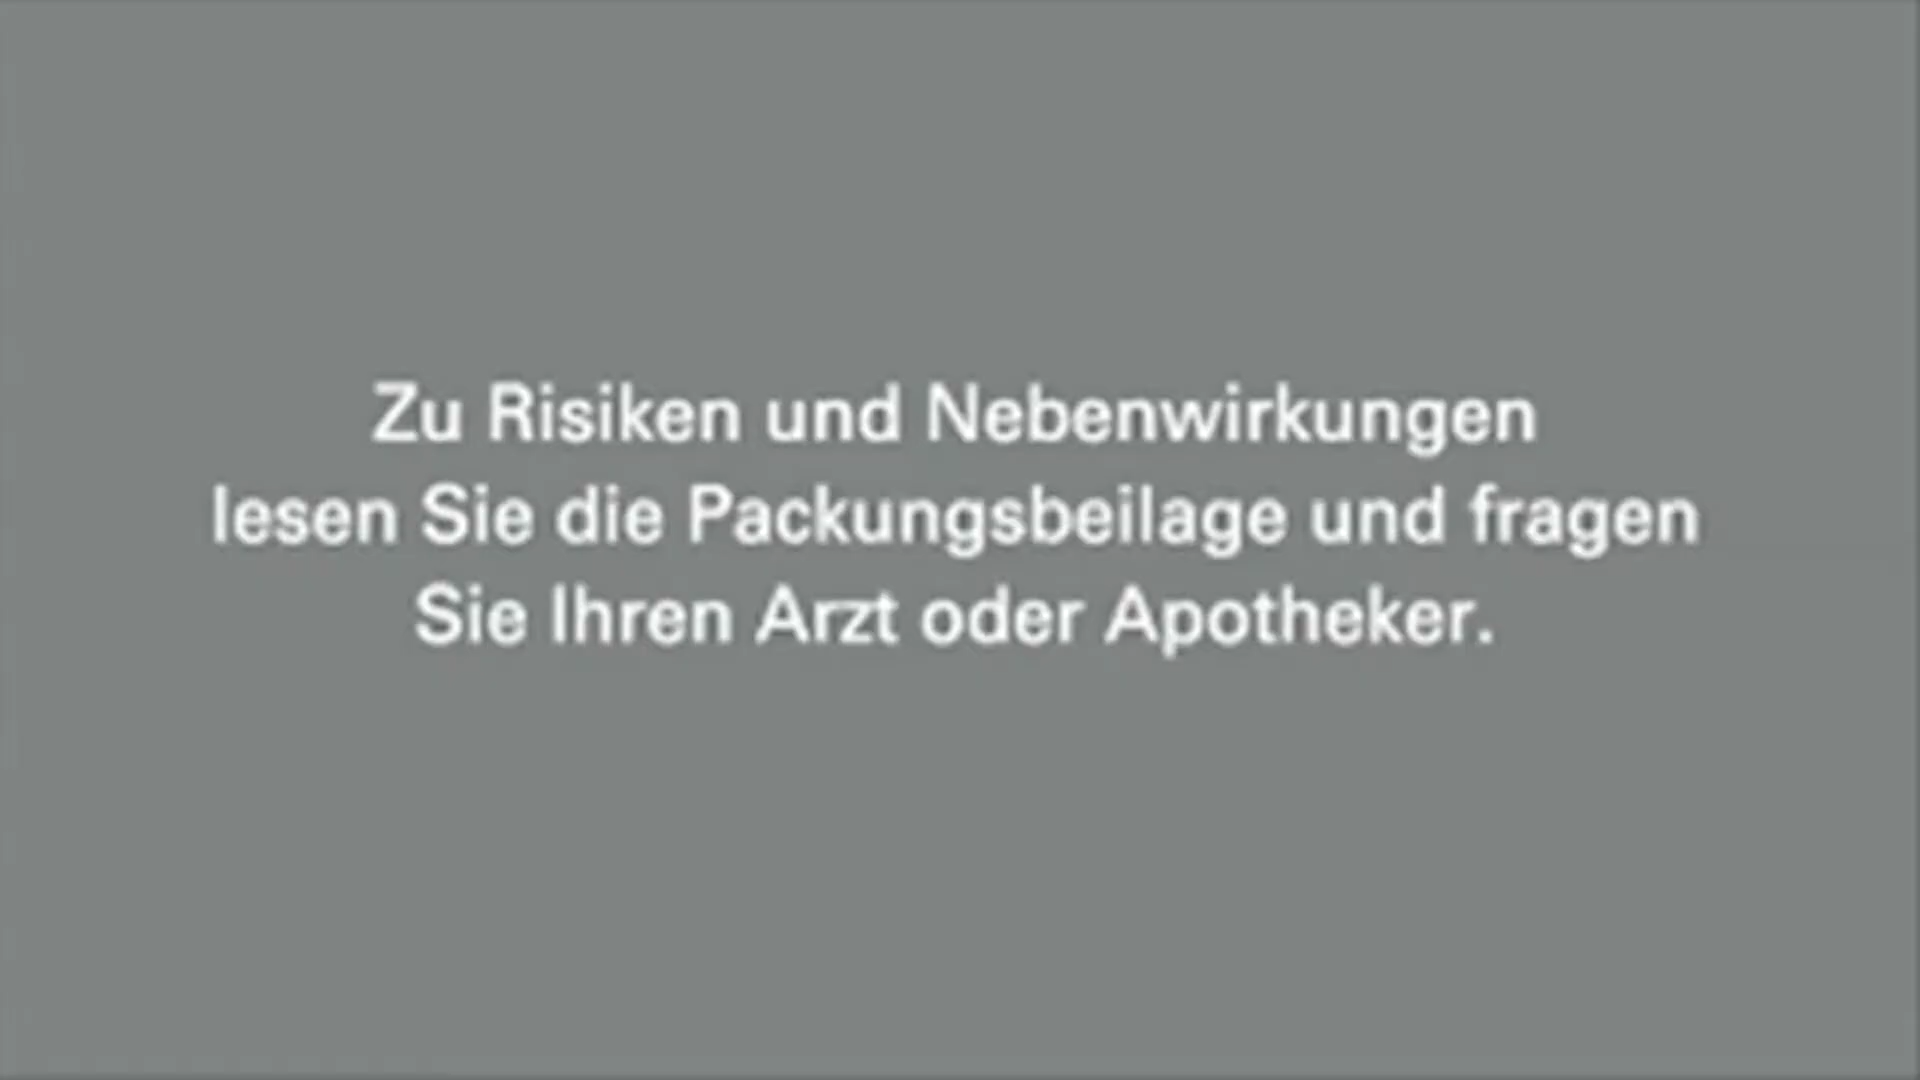 Zu Risiken und Nebenwirkungen
lesen Sie die Packungsbeilage und fragen
Sie Ihren Arzt oder Apotheker.